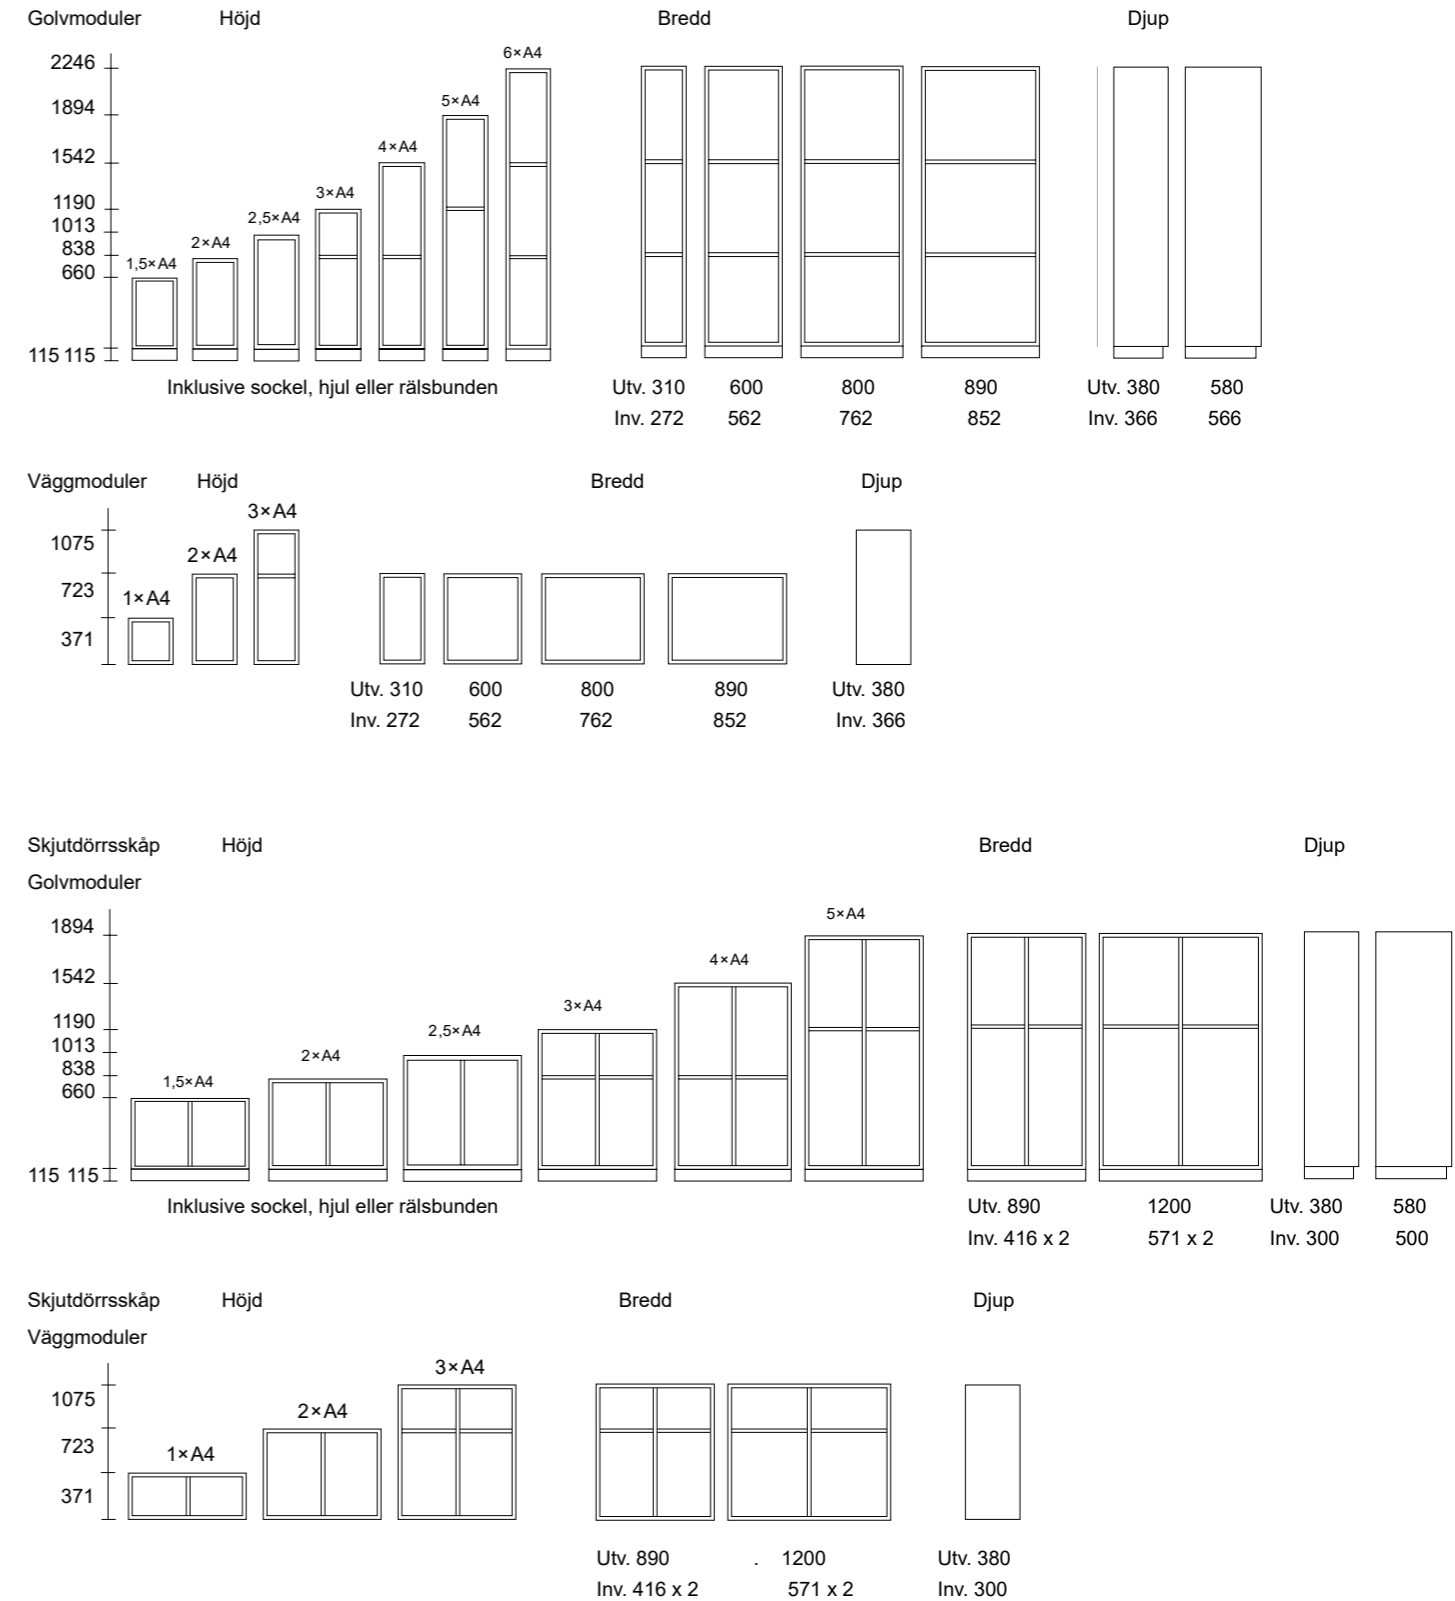 Golvmoduler Höjd Bredd Djup
6×A4
2246
5×A4
1894
4×A4
1542
3×A4
1190
2,5×A4
1013
2×A4
838
1,5×A4
660
115 115
Inklusive sockel, hjul eller rälsbunden
Utv. 310 600 800 890 Utv. 380 580
Inv. 272 562 762 852 Inv. 366 566
Väggmoduler Höjd Bredd Djup
3×A4
1075
2×A4
723
1×A4
371
Utv. 310 600 800 890 Utv. 380
Inv. 272 562 762 852 Inv. 366
Skjutdörrsskåp Höjd Bredd Djup
Golvmoduler
5×A4
1894
4×A4
1542
3×A4
1190
2,5×A4
1013
2×A4
838
1,5×A4
660
115 115
Inklusive sockel, hjul eller rälsbunden
Utv. 890 1200 Utv. 380 580
Inv. 416 x 2 571 x 2 Inv. 300 500
Skjutdörrsskåp Höjd Bredd Djup
Väggmoduler
3×A4
1075
2×A4
723
1×A4
371
Utv. 890 . 1200 Utv. 380
Inv. 416 x 2 571 x 2 Inv. 300